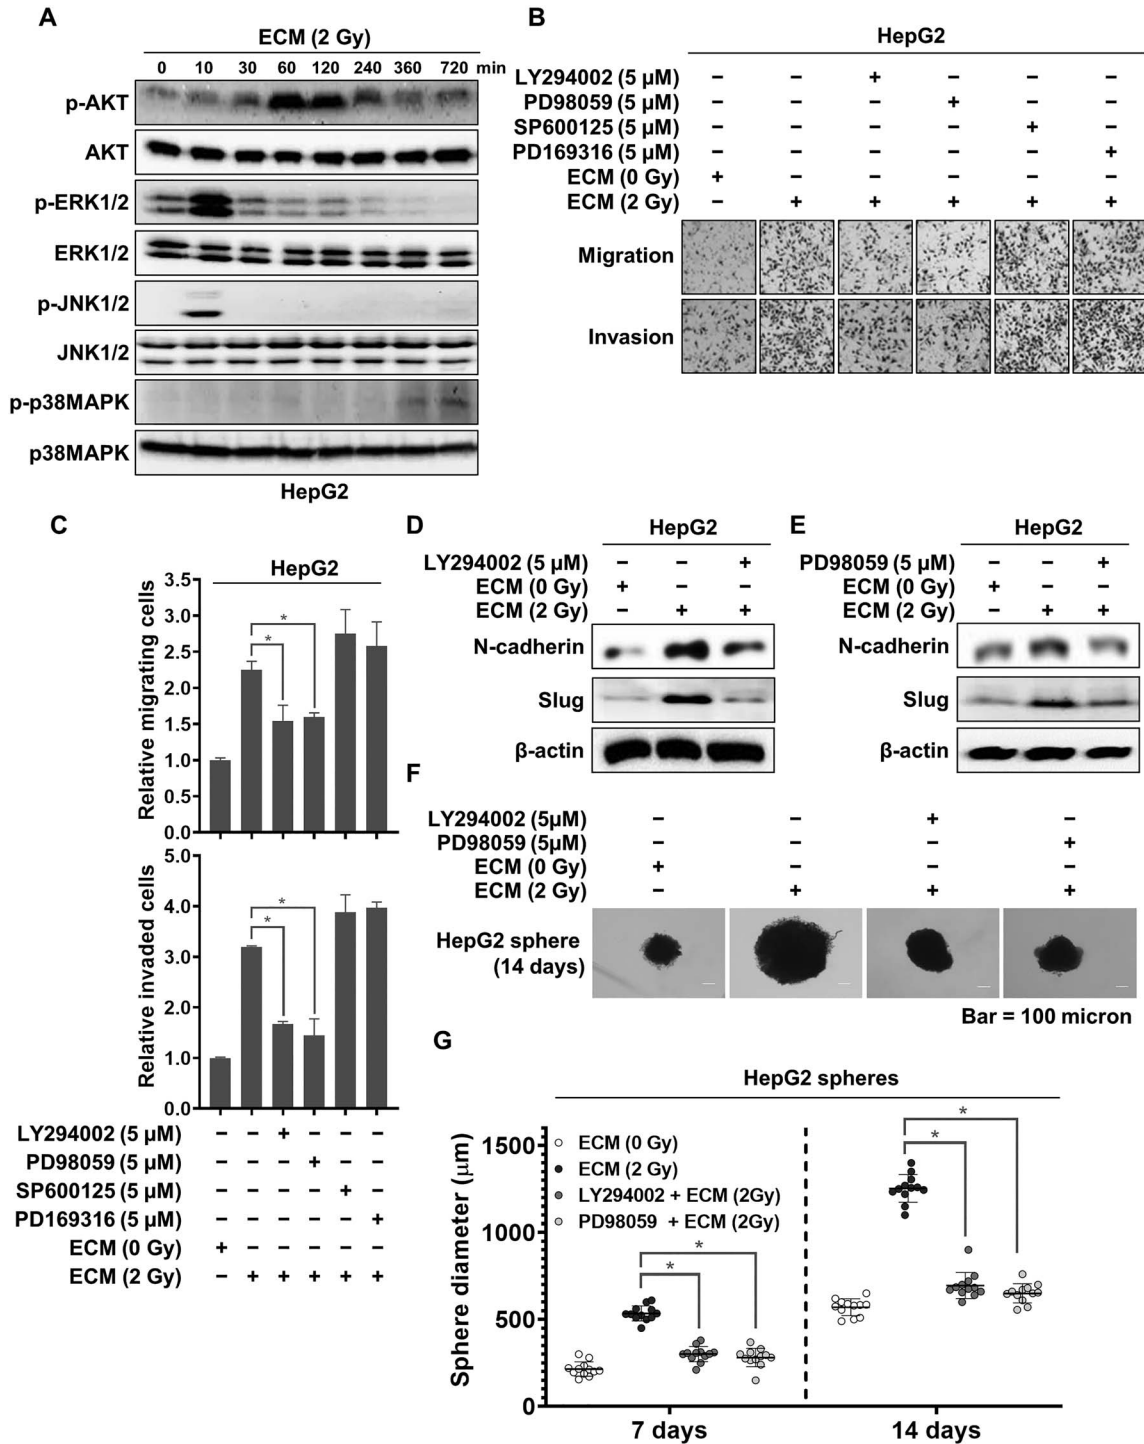 A
ECM (2 Gy)
0 10 30 60 120 240 360 720 min
p-AKT
AKT
p-ERK1/2
ERK1/2
p-JNK1/2
JNK1/2
p-p38MAPK
p38MAPK
HepG2
B
HepG2
LY294002 (5 μM) – – + – – –
PD98059 (5 μM) – – – + – –
SP600125 (5 μM) – – – – + –
PD169316 (5 μM) – – – – – +
ECM (0 Gy) + – – – – –
ECM (2 Gy) – + + + + +
Migration
Invasion
C
HepG2
Relative migrating cells
3.5
3.0
2.5
2.0
1.5
1.0
0.5
0.0
* *
Relative invaded cells
5.0
4.0
3.0
2.0
1.0
0.0
* *
LY294002 (5 μM) – – + – – –
PD98059 (5 μM) – – – + – –
SP600125 (5 μM) – – – – + –
PD169316 (5 μM) – – – – – +
ECM (0 Gy) + – – – – –
ECM (2 Gy) – + + + + +
D
HepG2
LY294002 (5 μM) – – +
ECM (0 Gy) + – –
ECM (2 Gy) – + +
N-cadherin
Slug
β-actin
E
HepG2
PD98059 (5 μM) – – +
ECM (0 Gy) + – –
ECM (2 Gy) – + +
N-cadherin
Slug
β-actin
F
LY294002 (5μM) – – + –
PD98059 (5μM) – – – +
ECM (0 Gy) + – – –
ECM (2 Gy) – + + +
HepG2 sphere
(14 days)
Bar = 100 micron
G
HepG2 spheres
Sphere diameter (μm)
1500
1000
500
0
ECM (0 Gy)
ECM (2 Gy)
LY294002 + ECM (2Gy)
PD98059 + ECM (2Gy)
* *
* *
7 days 14 days